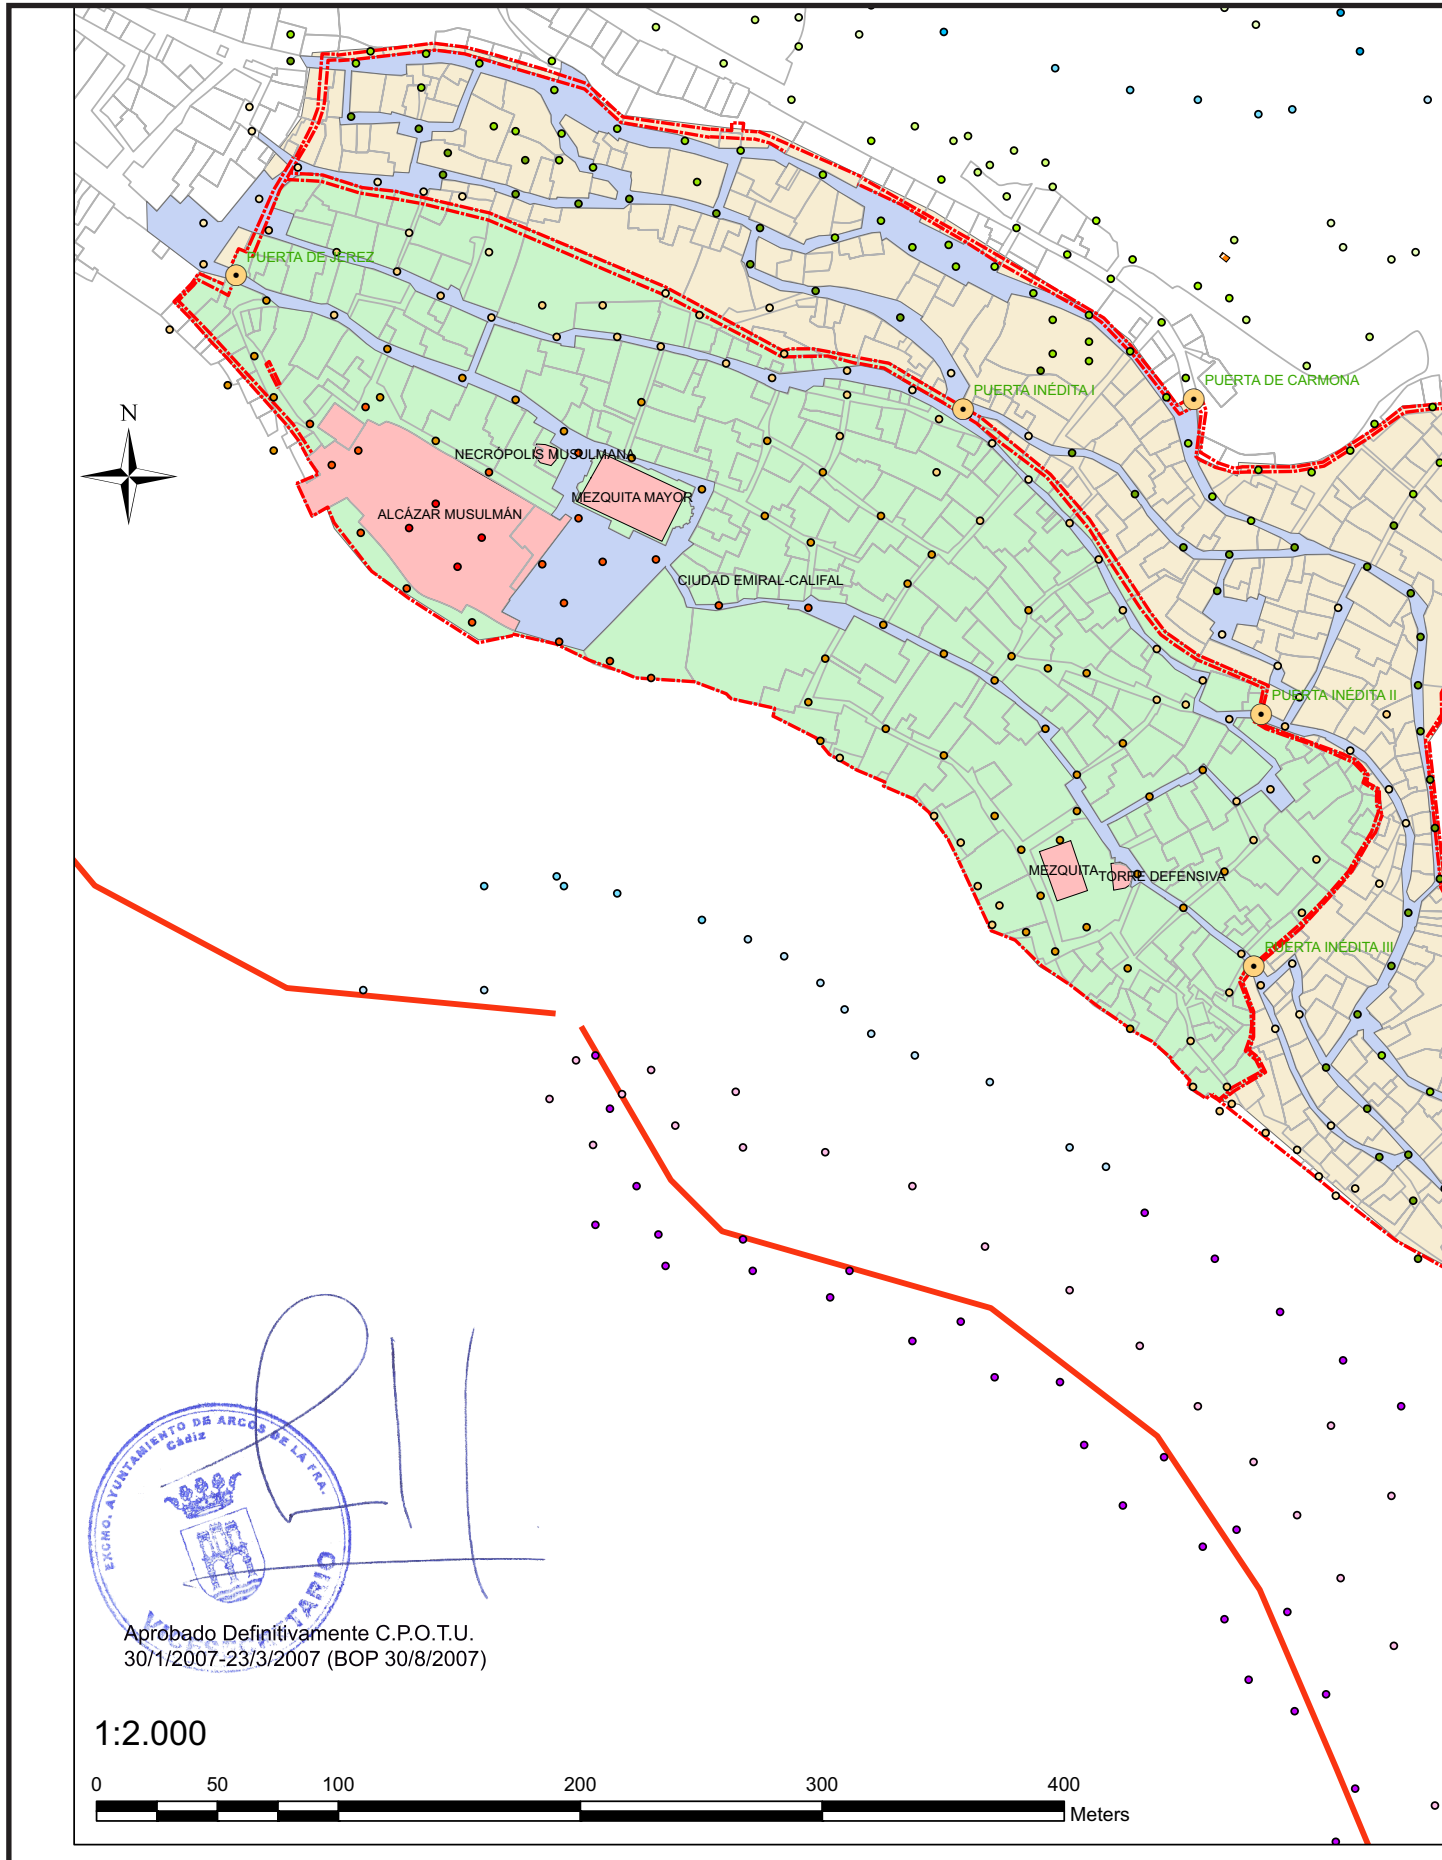 PUERTA DE JEREZ
PUERTA INÉDITA I
PUERTA DE CARMONA
N
NECRÓPOLIS MUSULMANA
MEZQUITA MAYOR
ALCÁZAR MUSULMÁN
CIUDAD EMIRAL-CALIFAL
PUERTA INÉDITA II
MEZQUITA
TORRE DEFENSIVA
PUERTA INÉDITA III
EXCMO. AYUNTAMIENTO DE ARCOS DE LA FRA.
Cádiz
VICESECRETARIO
Aprobado Definitivamente C.P.O.T.U.
30/1/2007-23/3/2007 (BOP 30/8/2007)
1:2.000
0 50 100 200 300 400
Meters